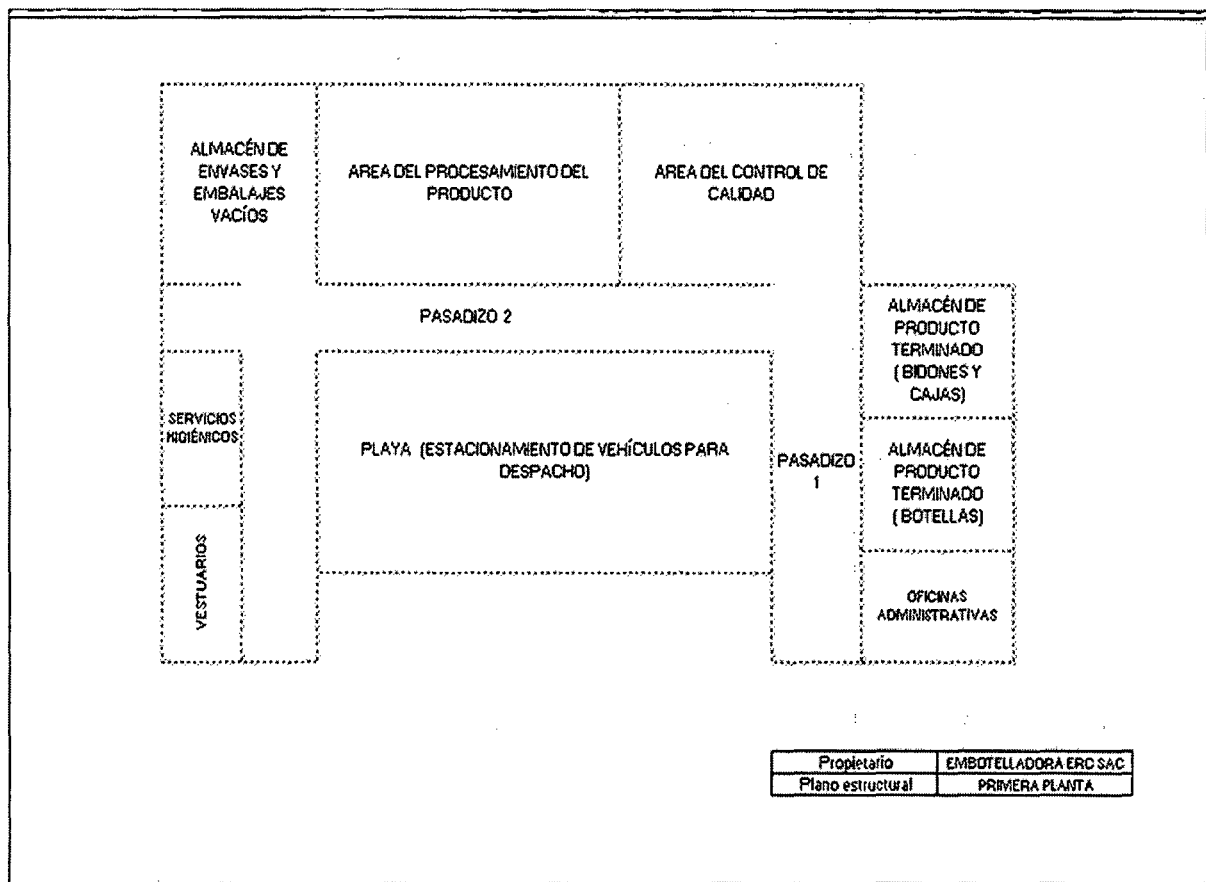 ALMACÉN DE
ENVASES Y
EMBALAJES
VACÍOS
AREA DEL PROCESAMIENTO DEL
PRODUCTO
AREA DEL CONTROL DE
CALIDAD
PASADIZO 2
ALMACÉN DE
PRODUCTO
TERMINADO
(BIDONES Y
CAJAS)
SERVICIOS
HIGIÉNICOS
PLAYA (ESTACIONAMIENTO DE VEHÍCULOS PARA
DESPACHO)
PASADIZO
1
ALMACÉN DE
PRODUCTO
TERMINADO
(BOTELLAS)
VESTUARIOS
OFICINAS
ADMINISTRATIVAS
Propietario EMBOTELLADORA ERC SAC
Plano estructural PRIMERA PLANTA